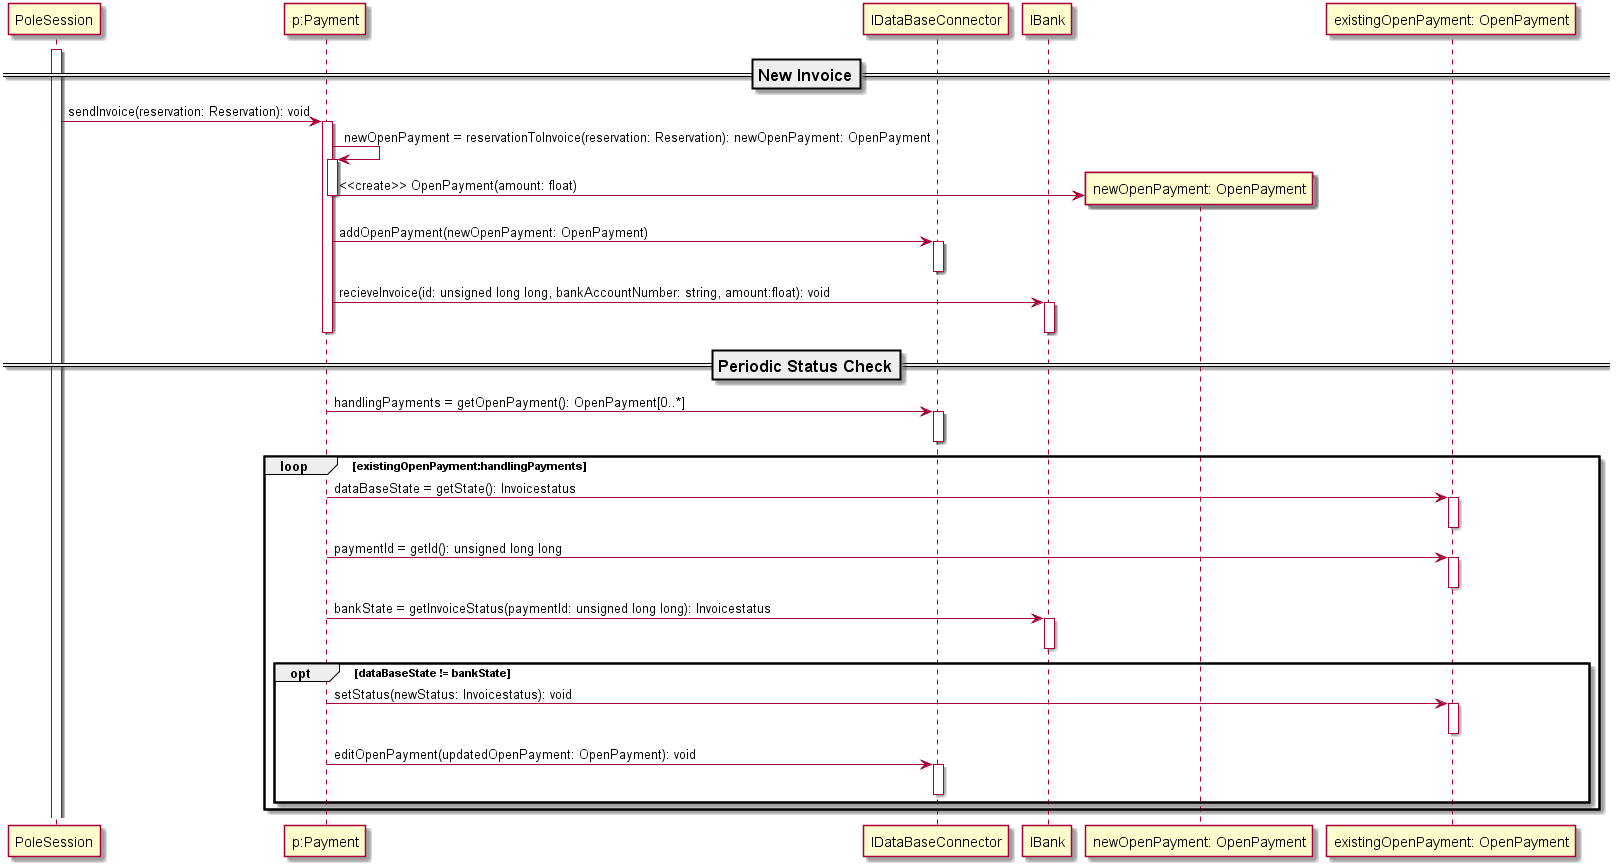 PoleSession
p:Payment
IDataBaseConnector
IBank
existingOpenPayment: OpenPayment
New Invoice
sendInvoice(reservation: Reservation): void
newOpenPayment = reservationToInvoice(reservation: Reservation): newOpenPayment: OpenPayment
<<create>> OpenPayment(amount: float)
newOpenPayment: OpenPayment
addOpenPayment(newOpenPayment: OpenPayment)
recieveInvoice(id: unsigned long long, bankAccountNumber: string, amount:float): void
Periodic Status Check
handlingPayments = getOpenPayment(): OpenPayment[0..*]
loop
[existingOpenPayment:handlingPayments]
dataBaseState = getState(): Invoicestatus
paymentId = getId(): unsigned long long
bankState = getInvoiceStatus(paymentId: unsigned long long): Invoicestatus
opt
[dataBaseState != bankState]
setStatus(newStatus: Invoicestatus): void
editOpenPayment(updatedOpenPayment: OpenPayment): void
PoleSession
p:Payment
IDataBaseConnector
IBank
newOpenPayment: OpenPayment
existingOpenPayment: OpenPayment